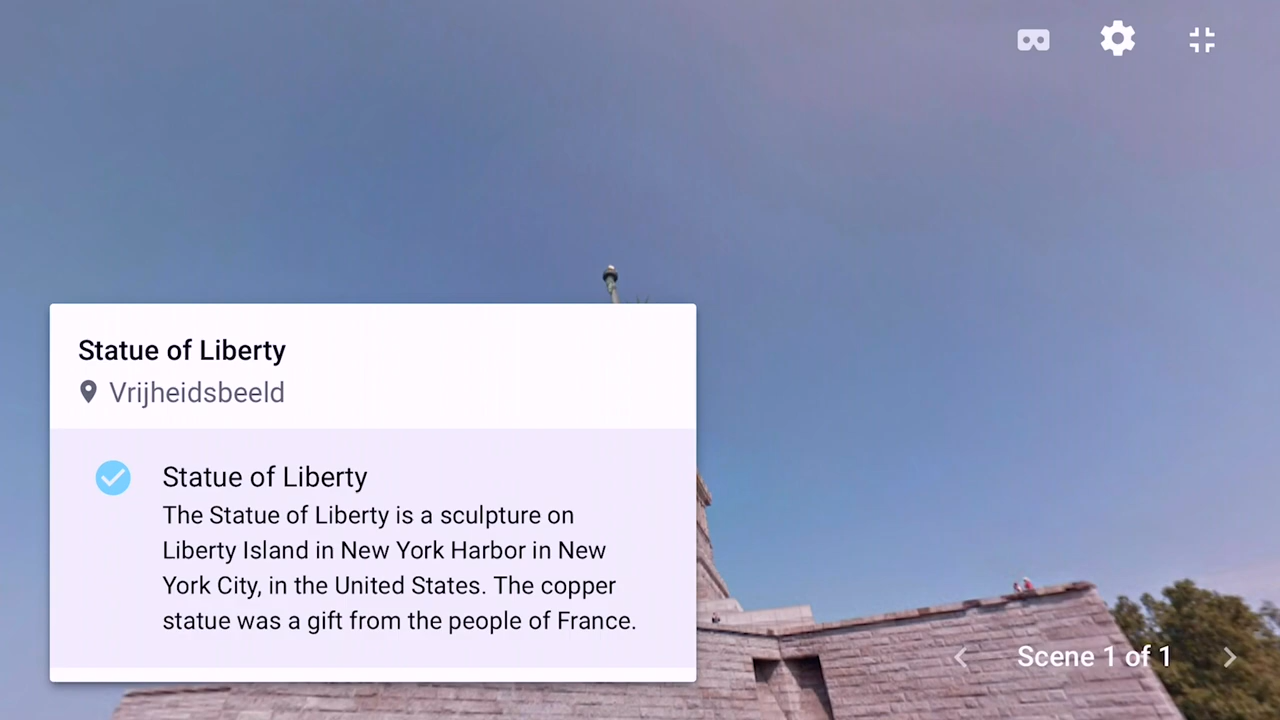 Statue of Liberty
Vrijheidsbeeld
Statue of Liberty
The Statue of Liberty is a sculpture on
Liberty Island in New York Harbor in New
York City, in the United States. The copper
statue was a gift from the people of France.
Scene 1 of 1